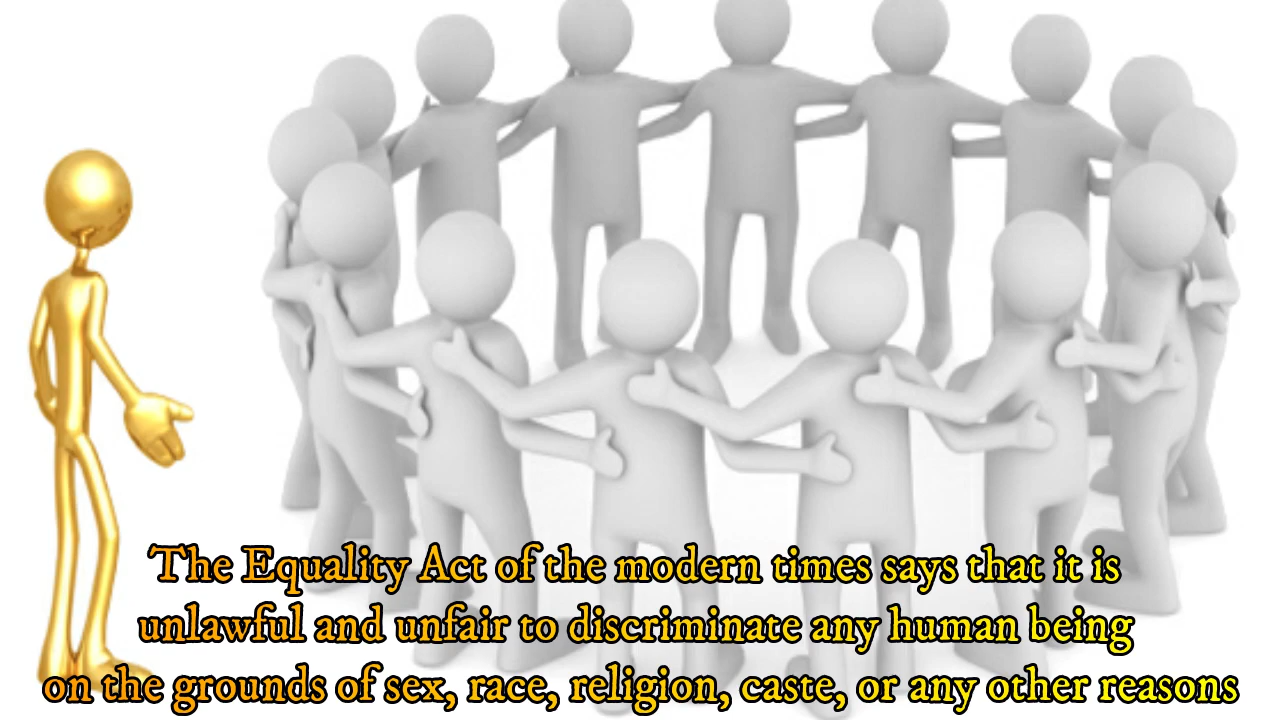 The Equality Act of the modern times says that it is
unlawful and unfair to discriminate any human being
on the grounds of sex, race, religion, caste, or any other reasons